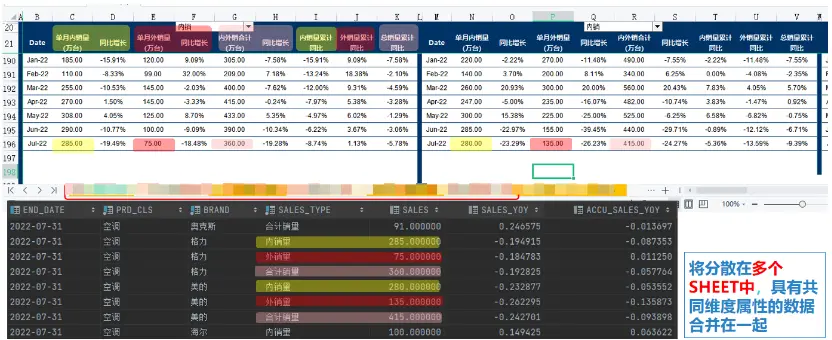 A B C D E F G H I J K L M N O P Q R S T U V W
20 内销 内销
21 Date 单月内销量(万台) 同比增长 单月外销量(万台) 同比增长 内外销合计(万台) 同比增长 内销量累计同比 外销量累计同比 总销量累计同比 Date 单月内销量(万台) 同比增长 单月外销量(万台) 同比增长 内外销合计(万台) 同比增长 内销量累计同比 外销量累计同比 总销量累计同比
190 Jan-22 185.00 -15.91% 120.00 9.09% 305.00 -7.58% -15.91% 9.09% -7.58% Jan-22 220.00 -2.22% 270.00 -11.48% 490.00 -7.55% -2.22% -11.48% -7.55%
191 Feb-22 110.00 -8.33% 99.00 32.00% 209.00 7.18% -13.24% 18.38% -2.10% Feb-22 140.00 3.70% 200.00 8.11% 340.00 6.25% 0.00% -4.08% -2.35%
192 Mar-22 255.00 -10.53% 145.00 -2.03% 400.00 -7.62% -12.00% 9.31% -4.59% Mar-22 260.00 20.93% 300.00 20.00% 560.00 20.43% 7.83% 4.05% 5.70%
193 Apr-22 270.00 1.50% 145.00 -3.33% 415.00 -0.24% -7.97% 5.38% -3.28% Apr-22 247.00 -5.00% 235.00 -16.07% 482.00 -10.74% 3.83% -1.47% 0.92%
194 May-22 308.00 4.05% 125.00 8.70% 433.00 5.35% -4.97% 6.02% -1.29% May-22 300.00 15.38% 225.00 -25.00% 525.00 -6.25% 6.58% -6.82% -0.75%
195 Jun-22 290.00 -10.77% 100.00 -9.09% 390.00 -10.34% -6.22% 3.67% -3.06% Jun-22 285.00 -22.97% 155.00 -39.45% 440.00 -29.71% -0.89% -12.12% -6.71%
196 Jul-22 285.00 -19.49% 75.00 -18.48% 360.00 -19.28% -8.74% 1.13% -5.78% Jul-22 280.00 -23.29% 135.00 -26.23% 415.00 -24.27% -5.36% -13.59% -9.39%
197
198
100%
END_DATE PRD_CLS BRAND SALES_TYPE SALES SALES_YOY ACCU_SALES_YOY
2022-07-31 空调 奥克斯 合计销量 91.000000 0.246575 -0.013697
2022-07-31 空调 格力 内销量 285.000000 -0.194915 -0.087353
2022-07-31 空调 格力 外销量 75.000000 -0.184783 0.011250
2022-07-31 空调 格力 合计销量 360.000000 -0.192825 -0.057764
2022-07-31 空调 美的 内销量 280.000000 -0.232877 -0.053552
2022-07-31 空调 美的 外销量 135.000000 -0.262295 -0.135873
2022-07-31 空调 美的 合计销量 415.000000 -0.242701 -0.093898
2022-07-31 空调 海尔 内销量 100.000000 0.149425 0.063622
将分散在多个
SHEET中，具有共
同维度属性的数据
合并在一起